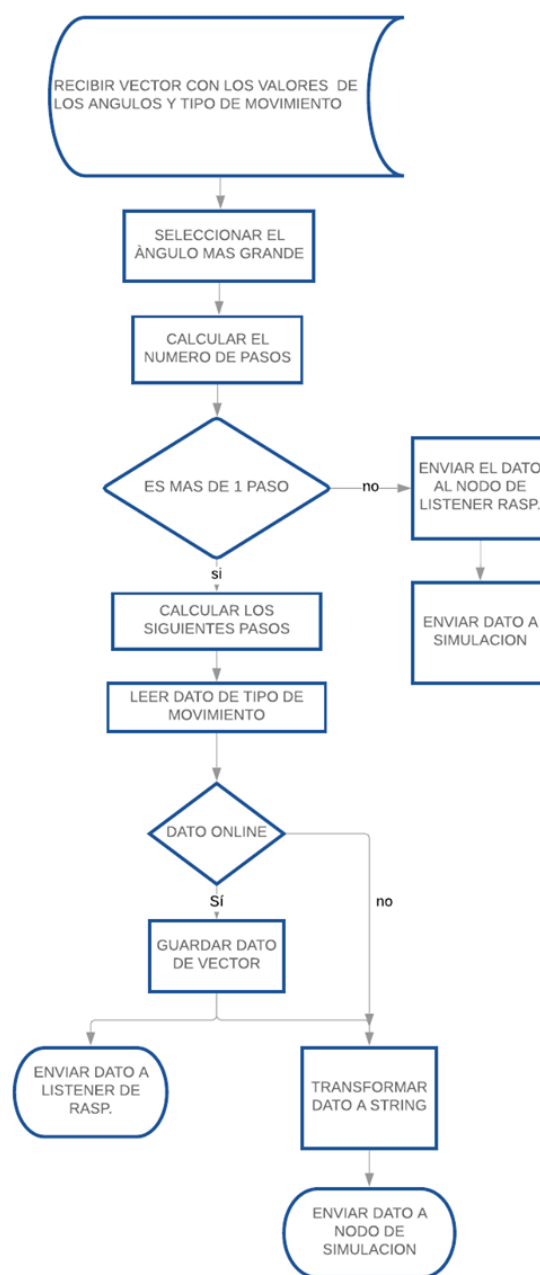 RECIBIR VECTOR CON LOS VALORES DE
LOS ANGULOS Y TIPO DE MOVIMIENTO
SELECCIONAR EL
ÀNGULO MAS GRANDE
CALCULAR EL
NUMERO DE PASOS
ES MAS DE 1 PASO
no
ENVIAR EL DATO
AL NODO DE
LISTENER RASP.
si
ENVIAR DATO A
SIMULACION
CALCULAR LOS
SIGUIENTES PASOS
LEER DATO DE TIPO DE
MOVIMIENTO
DATO ONLINE
Sí
no
GUARDAR DATO
DE VECTOR
ENVIAR DATO A
LISTENER DE
RASP.
TRANSFORMAR
DATO A STRING
ENVIAR DATO A
NODO DE
SIMULACION